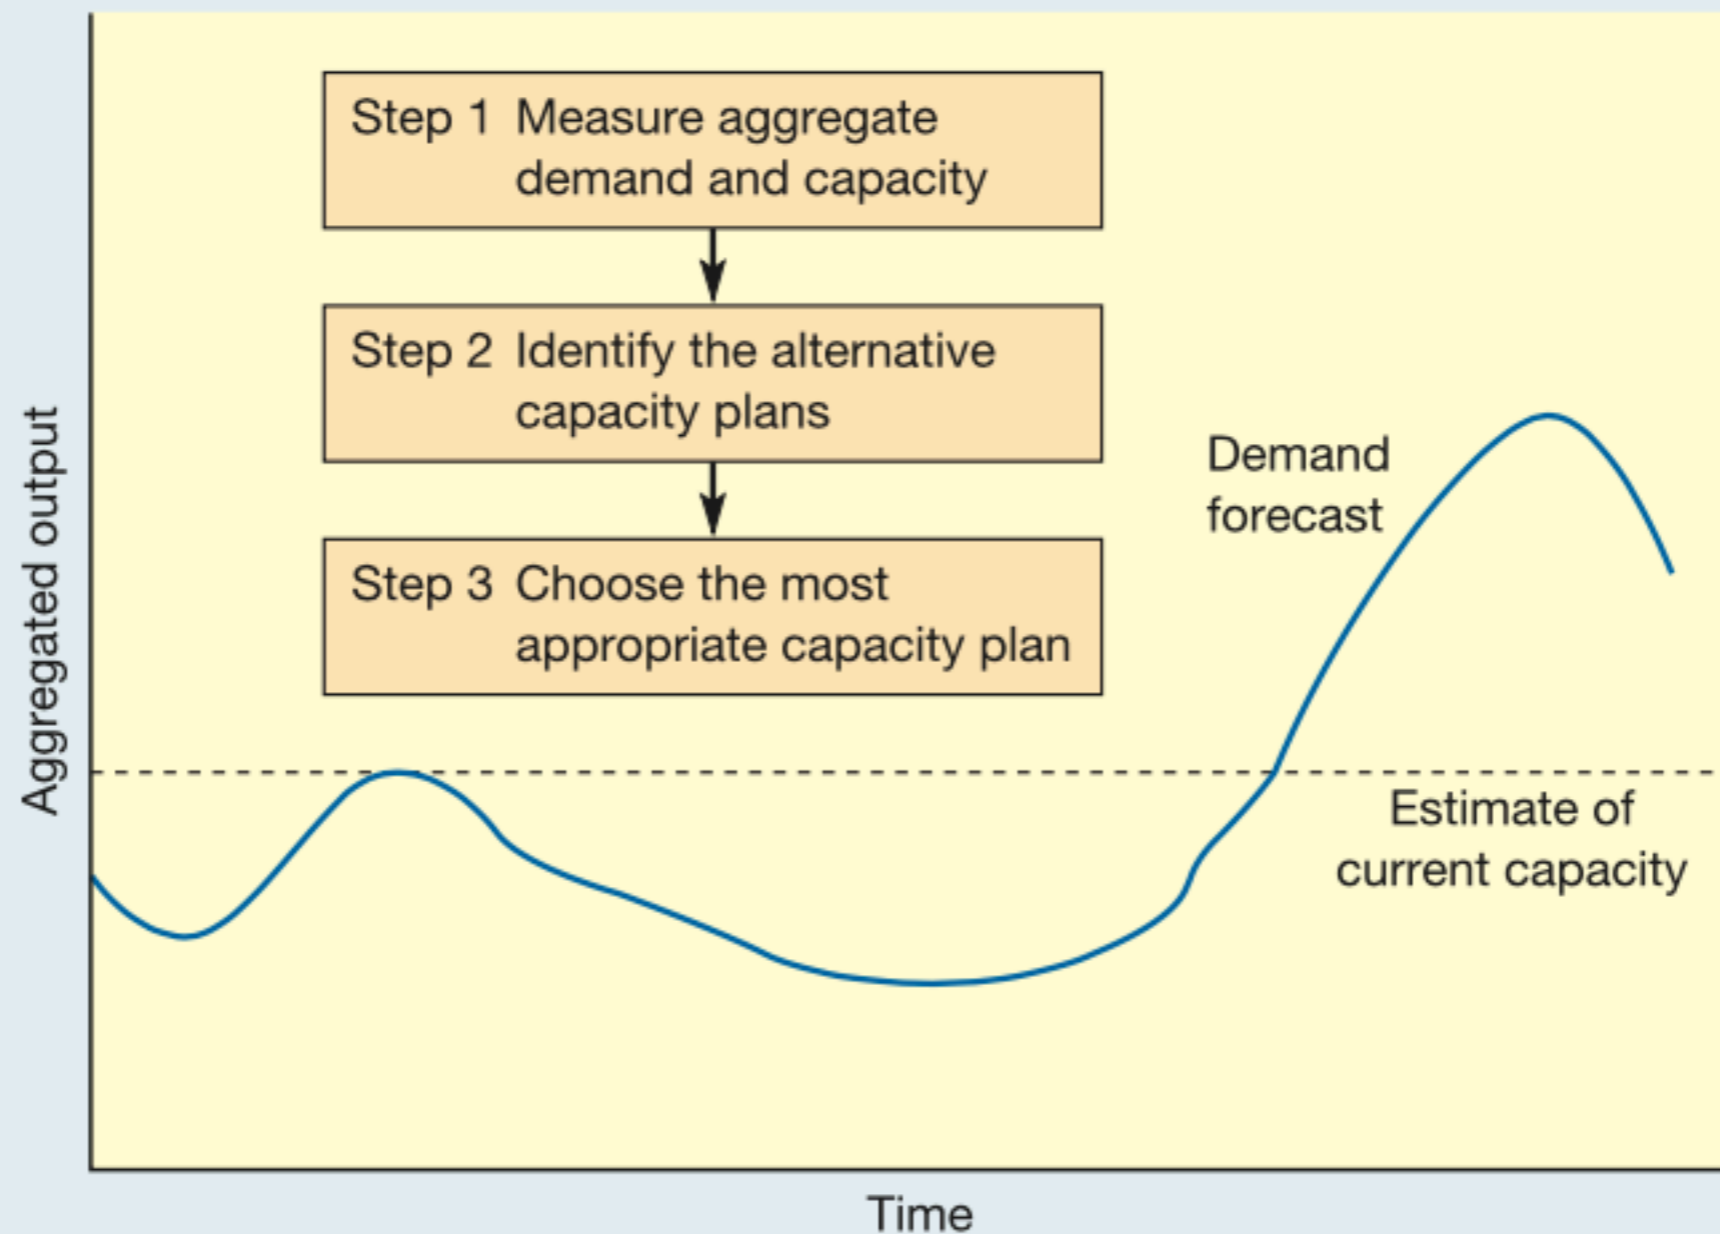 Step 1 Measure aggregate
demand and capacity
Step 2 Identify the alternative
capacity plans
Step 3 Choose the most
appropriate capacity plan
Demand
forecast
Estimate of
current capacity
Aggregated output
Time